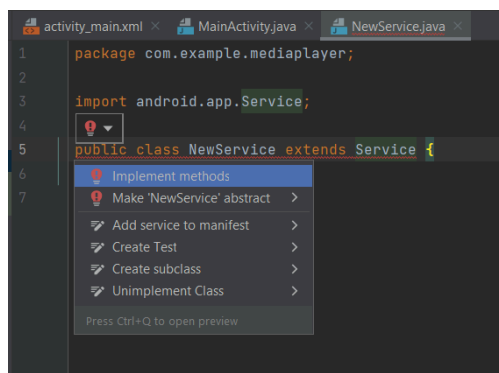 activity_main.xml × MainActivity.java × NewService.java ×
1 package com.example.mediaplayer;
2
3 import android.app.Service;
4
5 public class NewService extends Service {
6
7
Implement methods
Make 'NewService' abstract >
Add service to manifest >
Create Test >
Create subclass >
Unimplement Class >
Press Ctrl+Q to open preview